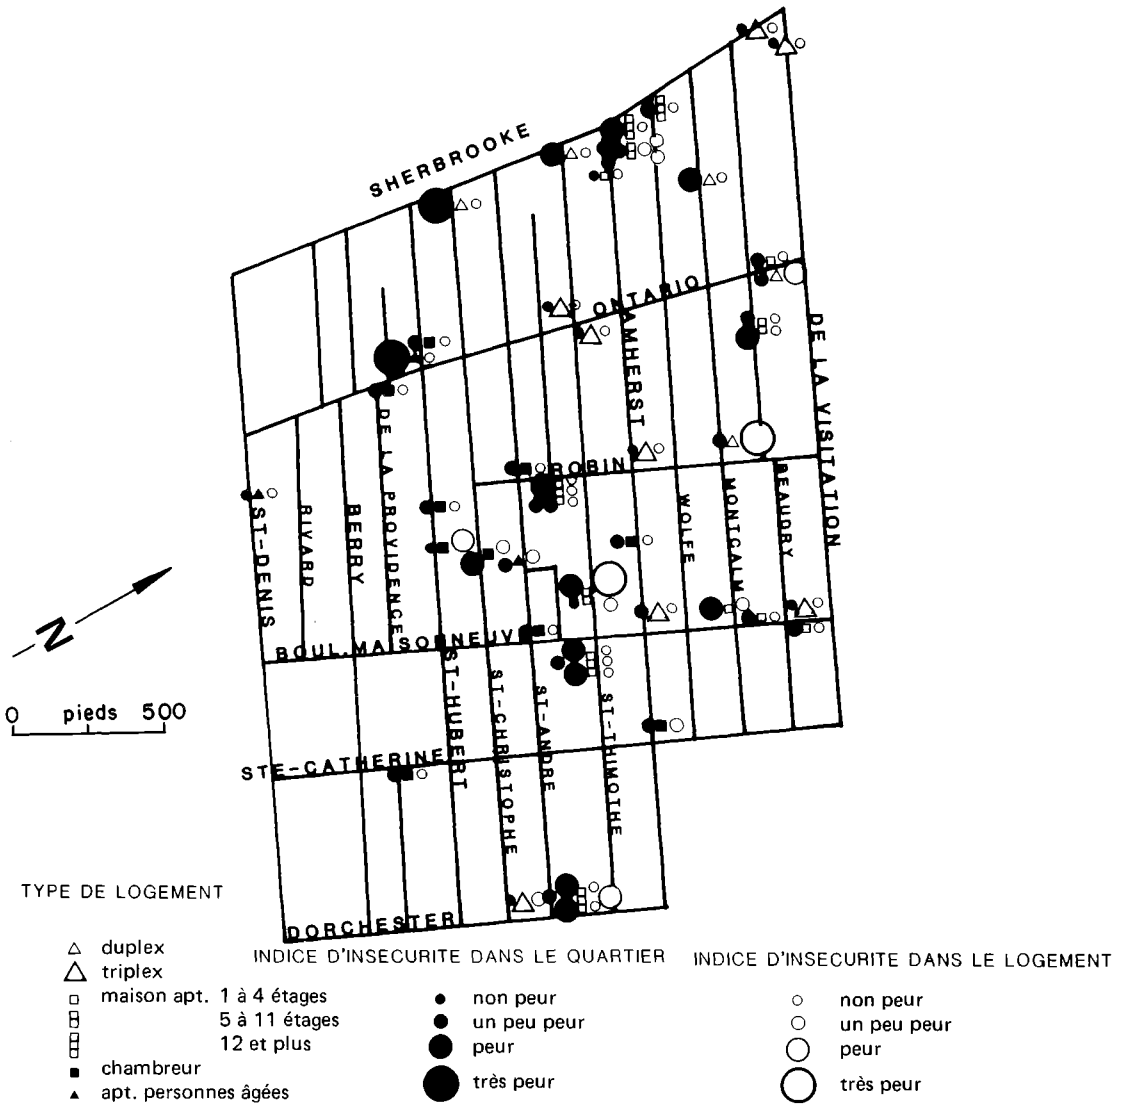 SHERBROOKE
ONTARIO
AMHERST
DE LA VISITATION
DE LA PROVIDENCE
ROBIN
ST-DENIS
RIVARD
BERRY
WOLFE
MONTCALM
BEAUDRY
N
BOUL.MAISONNEUVE
ST-HUBERT
ST-CHRISTOPHE
ST-ANDRE
ST-THIMOTHE
0 pieds 500
STE-CATHERINE
DORCHESTER
TYPE DE LOGEMENT
duplex
triplex
maison apt. 1 à 4 étages
5 à 11 étages
12 et plus
chambreur
apt. personnes âgées
INDICE D'INSECURITE DANS LE QUARTIER
non peur
un peu peur
peur
très peur
INDICE D'INSECURITE DANS LE LOGEMENT
non peur
un peu peur
peur
très peur